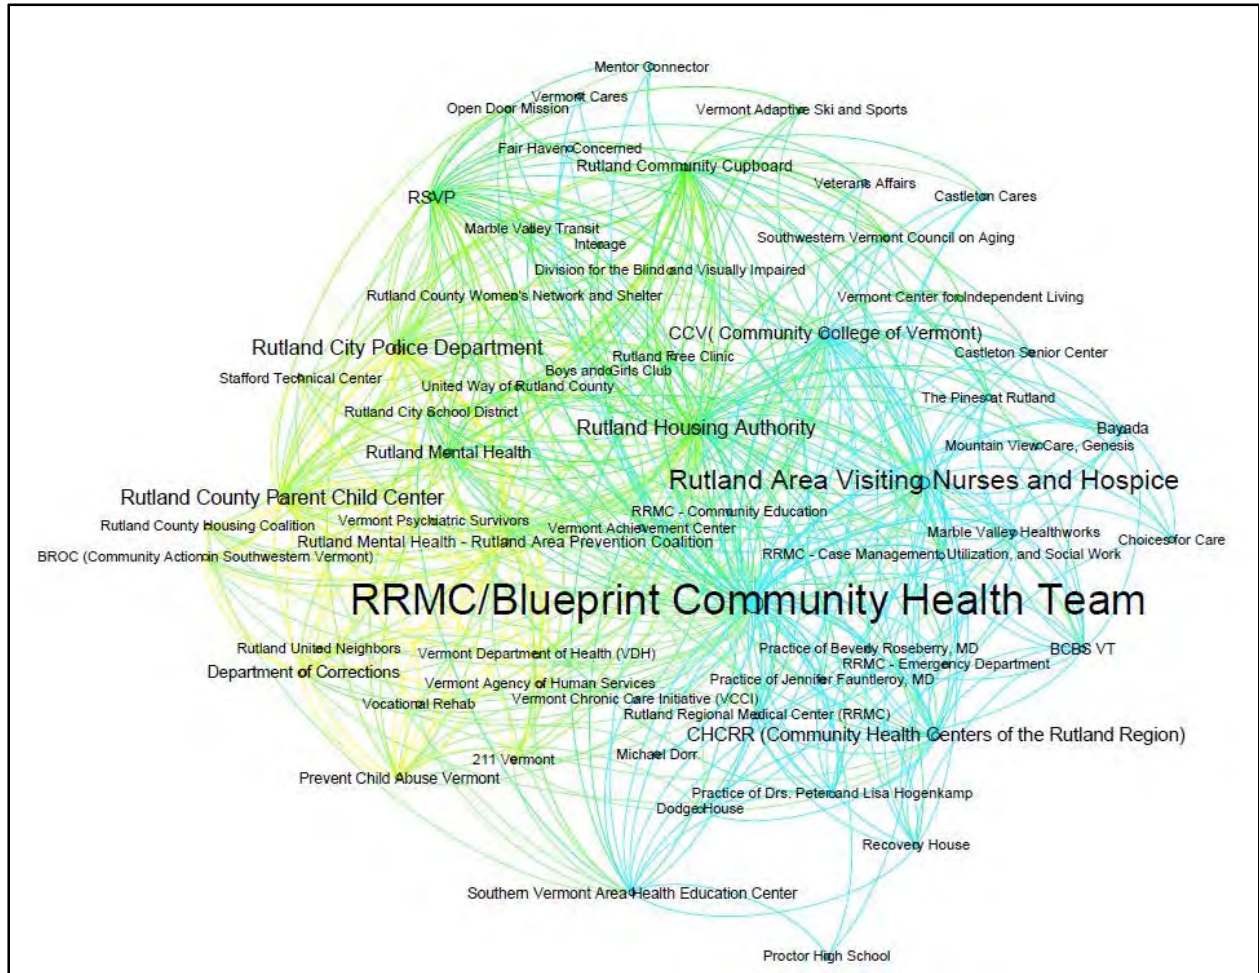 Mentor Connector
Vermont Cares
Open Door Mission
Vermont Adaptive Ski and Sports
Fair Haven Concerned
Rutland Community Cupboard
Veterans Affairs
Castleton Cares
RSVP
Marble Valley Transit
Interage
Southwestern Vermont Council on Aging
Division for the Blind and Visually Impaired
Rutland County Women's Network and Shelter
Vermont Center for Independent Living
CCV( Community College of Vermont)
Rutland City Police Department
Rutland Free Clinic
Castleton Senior Center
Boys and Girls Club
Stafford Technical Center
United Way of Rutland County
The Pines at Rutland
Rutland City School District
Rutland Housing Authority
Bayada
Mountain View Care, Genesis
Rutland Mental Health
Rutland Area Visiting Nurses and Hospice
Rutland County Parent Child Center
RRMC - Community Education
Rutland County Housing Coalition
Vermont Psychiatric Survivors
Vermont Achievement Center
Marble Valley Healthworks
Choices for Care
Rutland Mental Health - Rutland Area Prevention Coalition
BROC (Community Action in Southwestern Vermont)
RRMC - Case Management, Utilization, and Social Work
RRMC/Blueprint Community Health Team
Rutland United Neighbors
Vermont Department of Health (VDH)
Practice of Beverly Roseberry, MD
BCBS VT
RRMC - Emergency Department
Department of Corrections
Vermont Agency of Human Services
Practice of Jennifer Fauntleroy, MD
Vocational Rehab
Vermont Chronic Care Initiative (VCCI)
Rutland Regional Medical Center (RRMC)
CHCRR (Community Health Centers of the Rutland Region)
Michael Dorr
211 Vermont
Prevent Child Abuse Vermont
Practice of Drs. Peter and Lisa Hogenkamp
Dodge House
Recovery House
Southern Vermont Area Health Education Center
Proctor High School